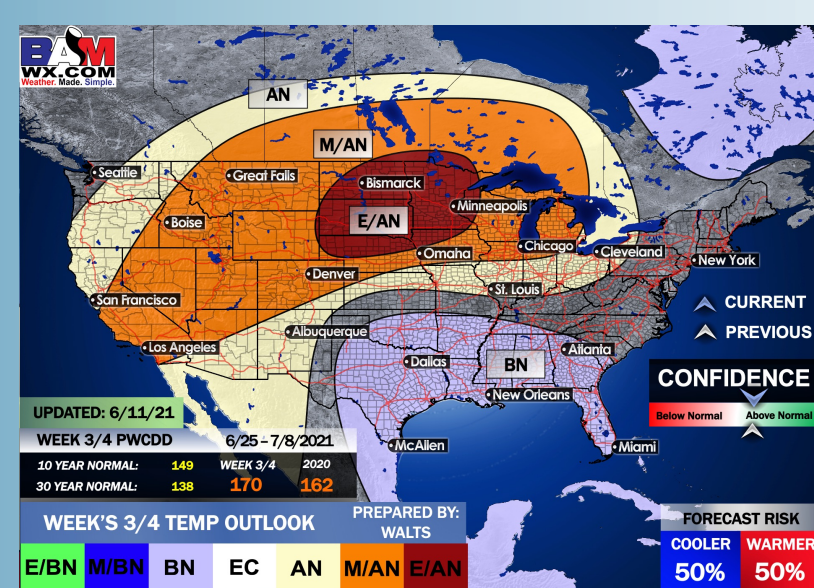 BAM
WX.COM
Weather. Made. Simple.
AN
M/AN
Seattle
Great Falls
Bismarck
E/AN
Minneapolis
Boise
Omaha
Chicago
Cleveland
New York
Denver
St. Louis
San Francisco
CURRENT
PREVIOUS
Albuquerque
Los Angeles
Dallas
BN
Atlanta
New Orleans
CONFIDENCE
Below Normal
Above Normal
McAllen
Miami
UPDATED: 6/11/21
WEEK 3/4 PWCDD 6/25 - 7/8/2021
10 YEAR NORMAL: 149 WEEK 3/4 2020
30 YEAR NORMAL: 138 170 162
WEEK'S 3/4 TEMP OUTLOOK
PREPARED BY:
WALTS
E/BN M/BN BN EC AN M/AN E/AN
FORECAST RISK
COOLER WARMER
50% 50%